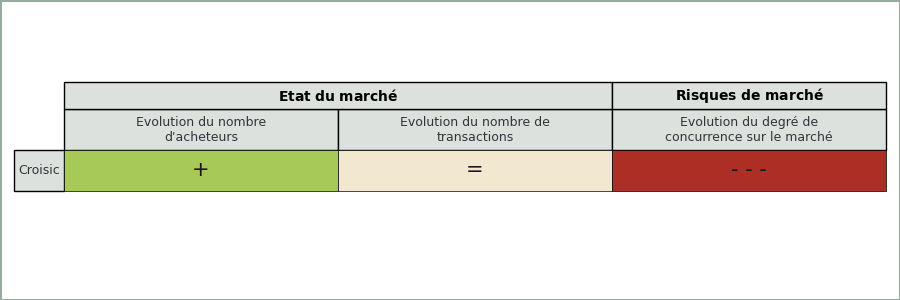 Etat du marché
Risques de marché
Evolution du nombre
d'acheteurs
Evolution du nombre de
transactions
Evolution du degré de
concurrence sur le marché
Croisic
+
=
- - -